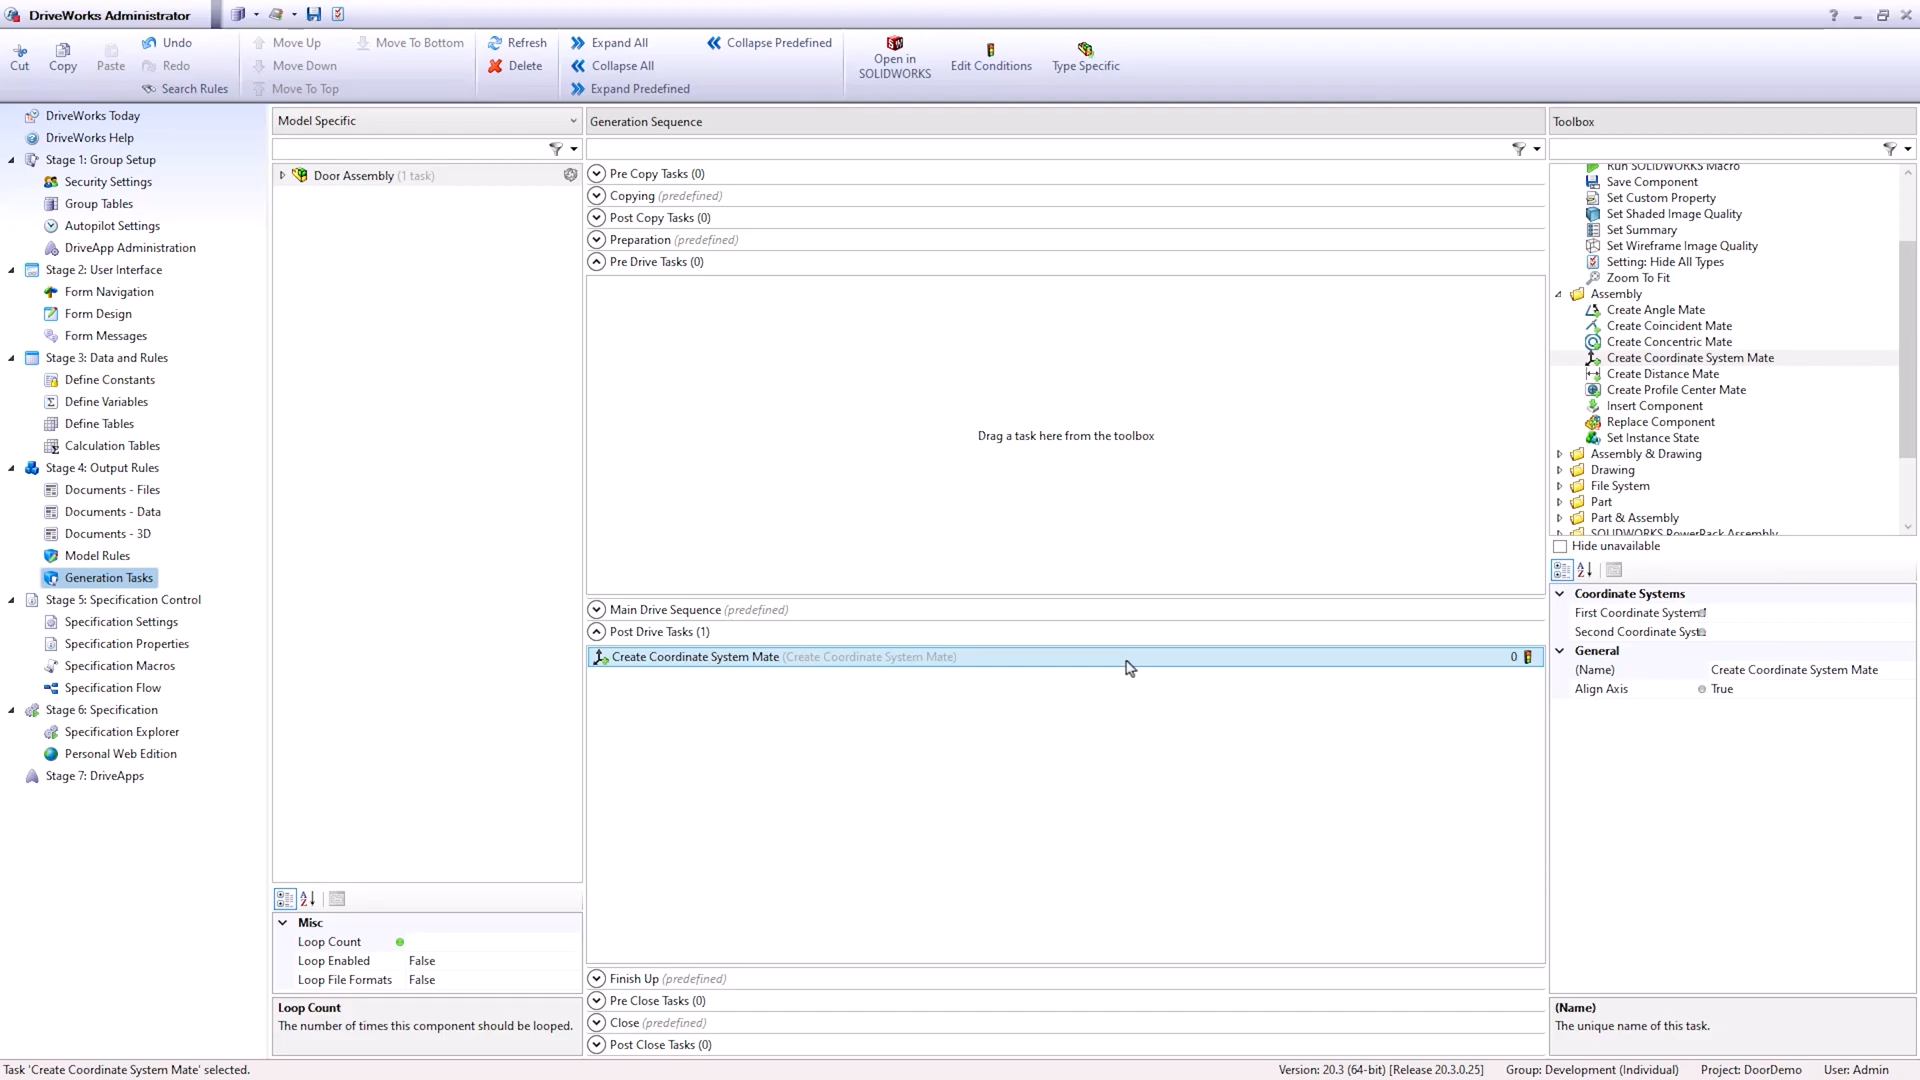 DriveWorks Administrator
Cut
Copy
Paste
Undo
Redo
Search Rules
Move Up
Move Down
Move To Top
Move To Bottom
Refresh
Delete
Expand All
Collapse All
Expand Predefined
Collapse Predefined
Open in
SOLIDWORKS
Edit Conditions
Type Specific
DriveWorks Today
DriveWorks Help
Stage 1: Group Setup
Security Settings
Group Tables
Autopilot Settings
DriveApp Administration
Stage 2: User Interface
Form Navigation
Form Design
Form Messages
Stage 3: Data and Rules
Define Constants
Define Variables
Define Tables
Calculation Tables
Stage 4: Output Rules
Documents - Files
Documents - Data
Documents - 3D
Model Rules
Generation Tasks
Stage 5: Specification Control
Specification Settings
Specification Properties
Specification Macros
Specification Flow
Stage 6: Specification
Specification Explorer
Personal Web Edition
Stage 7: DriveApps
Model Specific
Door Assembly (1 task)
Misc
Loop Count
Loop Enabled False
Loop File Formats False
Loop Count
The number of times this component should be looped.
Generation Sequence
Pre Copy Tasks (0)
Copying (predefined)
Post Copy Tasks (0)
Preparation (predefined)
Pre Drive Tasks (0)
Drag a task here from the toolbox
Main Drive Sequence (predefined)
Post Drive Tasks (1)
Create Coordinate System Mate (Create Coordinate System Mate) 0
Finish Up (predefined)
Pre Close Tasks (0)
Close (predefined)
Post Close Tasks (0)
Toolbox
Run SOLIDWORKS Macro
Save Component
Set Custom Property
Set Shaded Image Quality
Set Summary
Set Wireframe Image Quality
Setting: Hide All Types
Zoom To Fit
Assembly
Create Angle Mate
Create Coincident Mate
Create Concentric Mate
Create Coordinate System Mate
Create Distance Mate
Create Profile Center Mate
Insert Component
Replace Component
Set Instance State
Assembly & Drawing
Drawing
File System
Part
Part & Assembly
SOLIDWORKS PowerPack Assembly
Hide unavailable
Coordinate Systems
First Coordinate System
Second Coordinate Syst
General
(Name) Create Coordinate System Mate
Align Axis True
(Name)
The unique name of this task.
Task 'Create Coordinate System Mate' selected.
Version: 20.3 (64-bit) [Release 20.3.0.25] Group: Development (Individual) Project: DoorDemo User: Admin